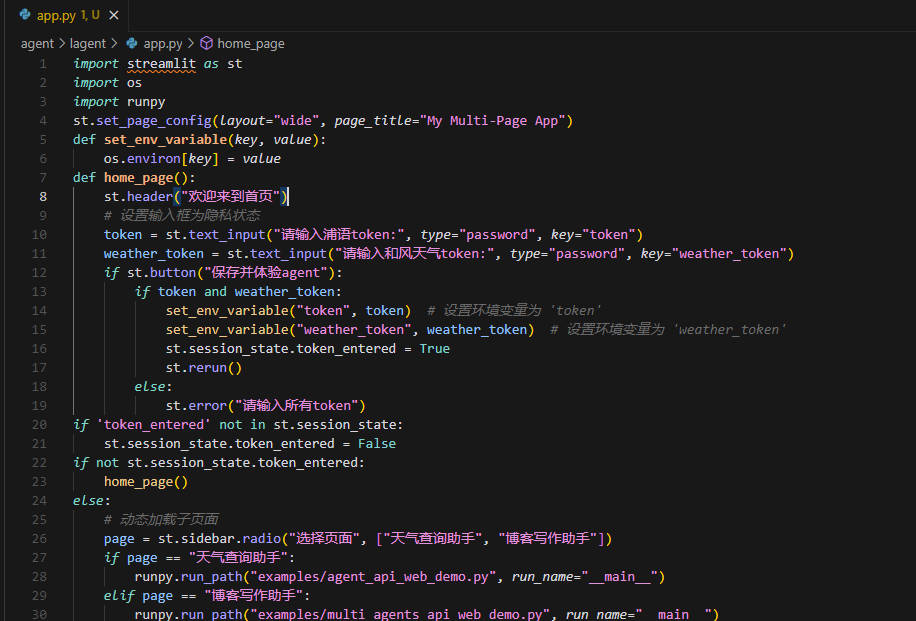 app.py 1, U
agent > lagent > app.py > home_page
1 import streamlit as st
2 import os
3 import runpy
4 st.set_page_config(layout="wide", page_title="My Multi-Page App")
5 def set_env_variable(key, value):
6     os.environ[key] = value
7 def home_page():
8     st.header("欢迎来到首页")
9     # 设置输入框为隐私状态
10     token = st.text_input("请输入浦语token:", type="password", key="token")
11     weather_token = st.text_input("请输入和风天气token:", type="password", key="weather_token")
12     if st.button("保存并体验agent"):
13         if token and weather_token:
14             set_env_variable("token", token)  # 设置环境变量为 'token'
15             set_env_variable("weather_token", weather_token)  # 设置环境变量为 'weather_token'
16             st.session_state.token_entered = True
17             st.rerun()
18         else:
19             st.error("请输入所有token")
20 if 'token_entered' not in st.session_state:
21     st.session_state.token_entered = False
22 if not st.session_state.token_entered:
23     home_page()
24 else:
25     # 动态加载子页面
26     page = st.sidebar.radio("选择页面", ["天气查询助手", "博客写作助手"])
27     if page == "天气查询助手":
28         runpy.run_path("examples/agent_api_web_demo.py", run_name="__main__")
29     elif page == "博客写作助手":
30         runpy.run_path("examples/multi_agents_api_web_demo.py", run_name="__main__")